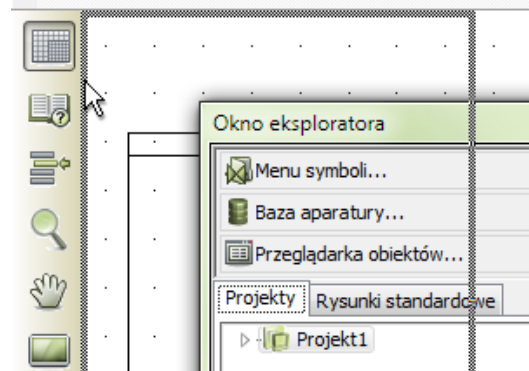 Okno eksploratora
Menu symboli...
Baza aparatury...
Przeglądarka obiektów...
Projekty Rysunki standardowe
Projekt1